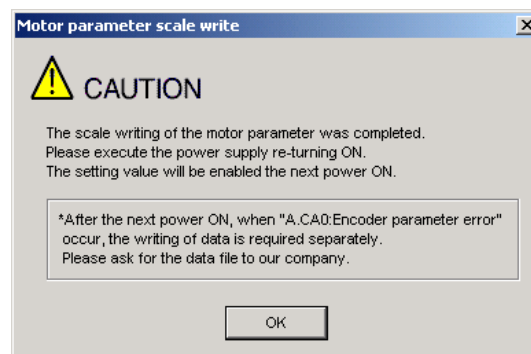 Motor parameter scale write
CAUTION
The scale writing of the motor parameter was completed.
Please execute the power supply re-turning ON.
The setting value will be enabled the next power ON.
*After the next power ON, when "A.CA0:Encoder parameter error"
occur, the writing of data is required separately.
Please ask for the data file to our company.
OK